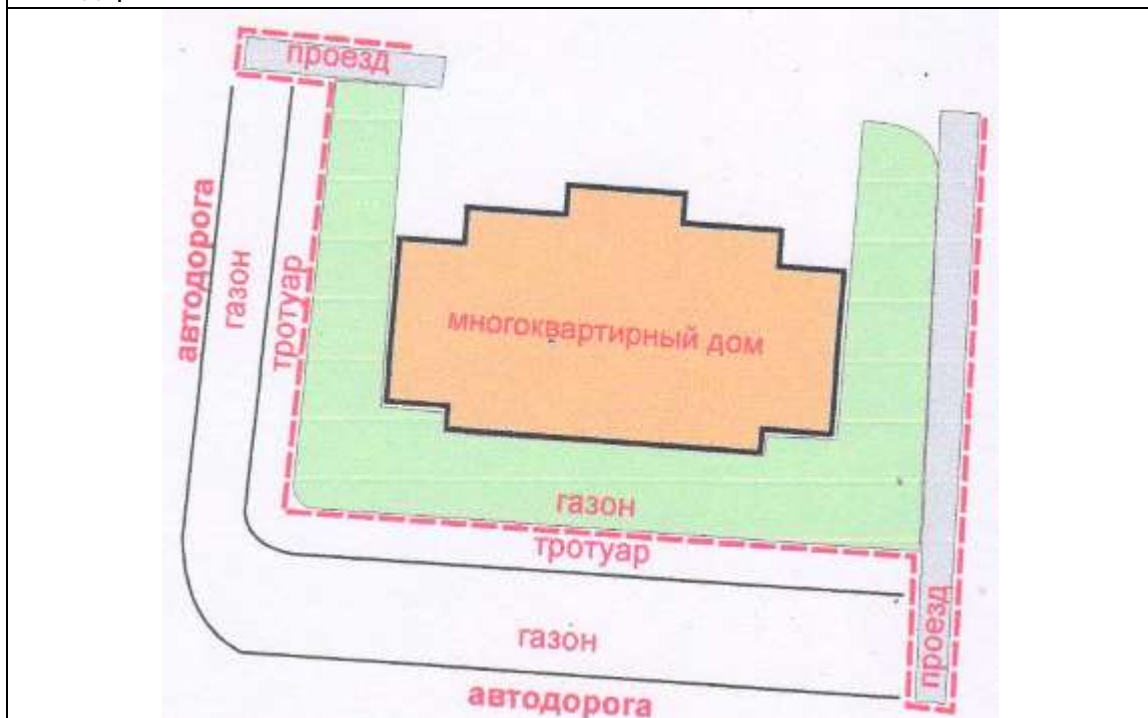 проезд
автодорога
газон
тротуар
многоквартирный дом
газон
тротуар
газон
проезд
автодорога